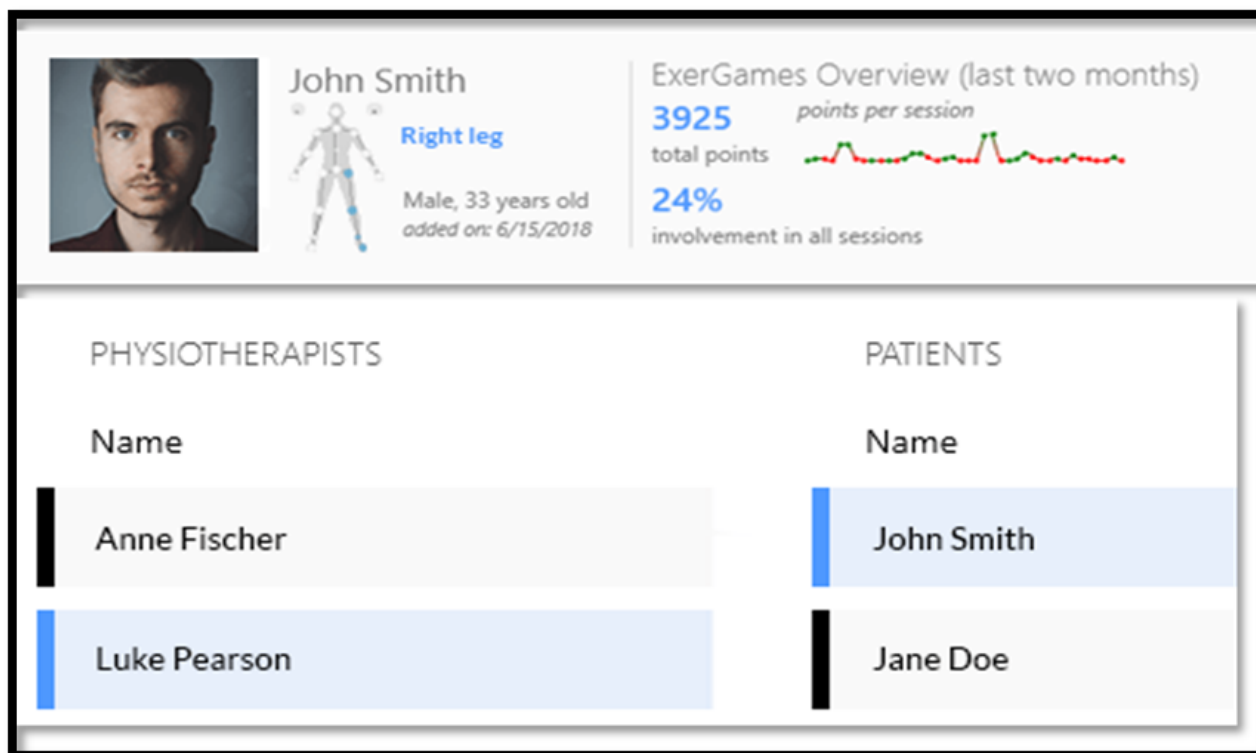 John Smith
Right leg
Male, 33 years old
added on: 6/15/2018
ExerGames Overview (last two months)
3925
total points
points per session
24%
involvement in all sessions
PHYSIOTHERAPISTS
Name
Anne Fischer
Luke Pearson
PATIENTS
Name
John Smith
Jane Doe